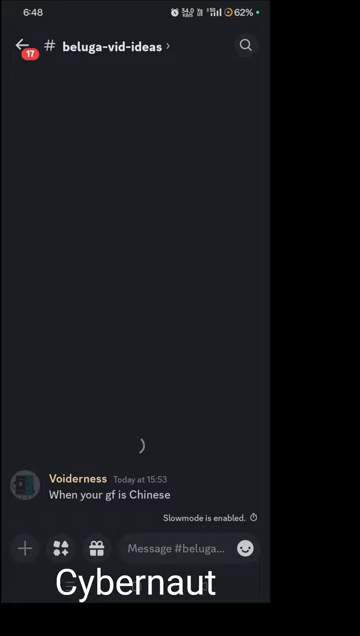 6:48
62%
# beluga-vid-ideas ›
17
Voiderness Today at 15:53
When your gf is Chinese
Slowmode is enabled.
Message #beluga...
Cybernaut